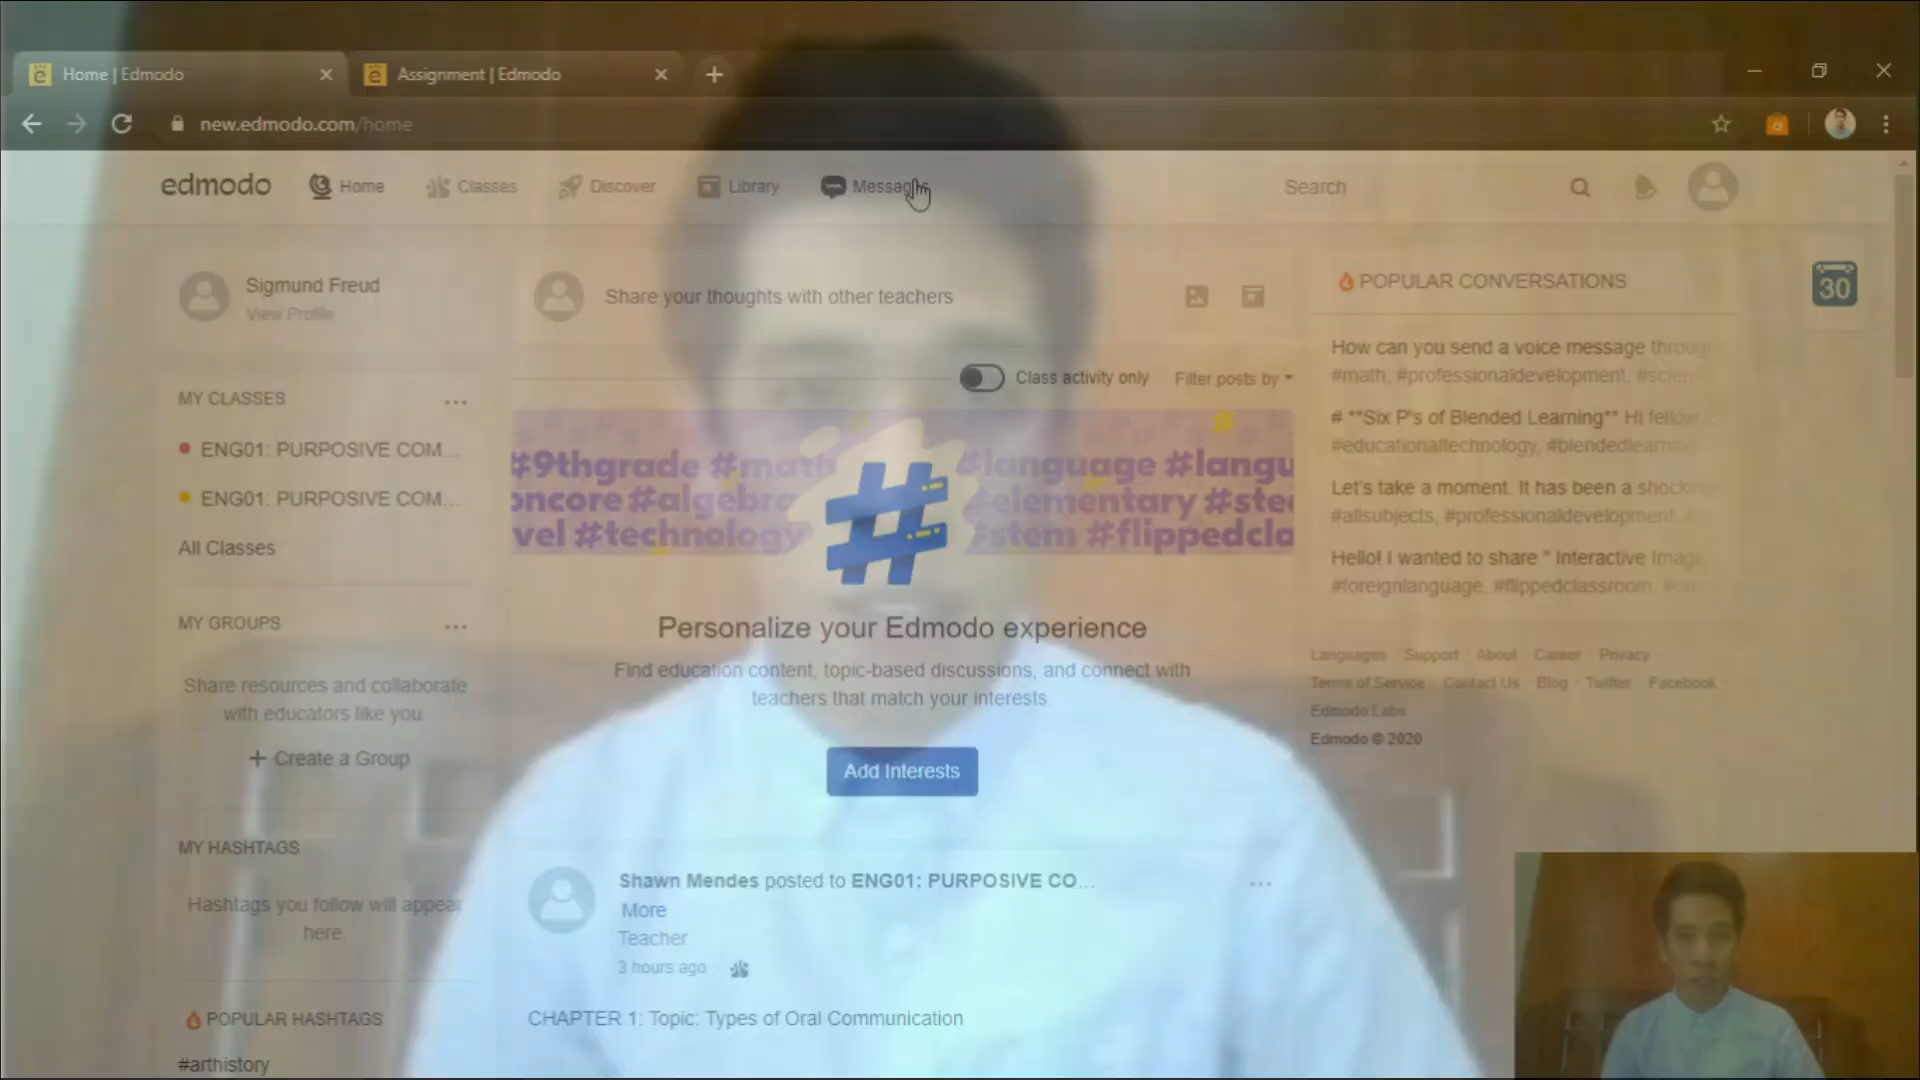 Home | Edmodo
Assignment | Edmodo
new.edmodo.com/home
edmodo
Home
Classes
Discover
Library
Messages
Search
Sigmund Freud
View Profile
MY CLASSES
ENG01: PURPOSIVE COM...
ENG01: PURPOSIVE COM...
All Classes
MY GROUPS
Share resources and collaborate
with educators like you.
+ Create a Group
MY HASHTAGS
Hashtags you follow will appear
here.
POPULAR HASHTAGS
#arthistory
Share your thoughts with other teachers
Class activity only
Filter posts by
#9thgrade #math #language #langu
oncore #algebra #elementary #ste
vel #technology #stem #flippedcla
Personalize your Edmodo experience
Find education content, topic-based discussions, and connect with
teachers that match your interests.
Add Interests
Shawn Mendes posted to ENG01: PURPOSIVE CO...
More
Teacher
3 hours ago
CHAPTER 1: Topic: Types of Oral Communication
POPULAR CONVERSATIONS
How can you send a voice message throug
#math, #professionaldevelopment, #scien
# **Six P's of Blended Learning** Hi fellow
#educationaltechnology, #blendedlearning
Let's take a moment. It has been a shocking
#allsubjects, #professionaldevelopment,
Hello! I wanted to share " Interactive Image
#foreignlanguage, #flippedclassroom,
Languages Support About Career Privacy
Terms of Service Contact Us Blog Twitter Facebook
Edmodo Labs
Edmodo © 2020
30